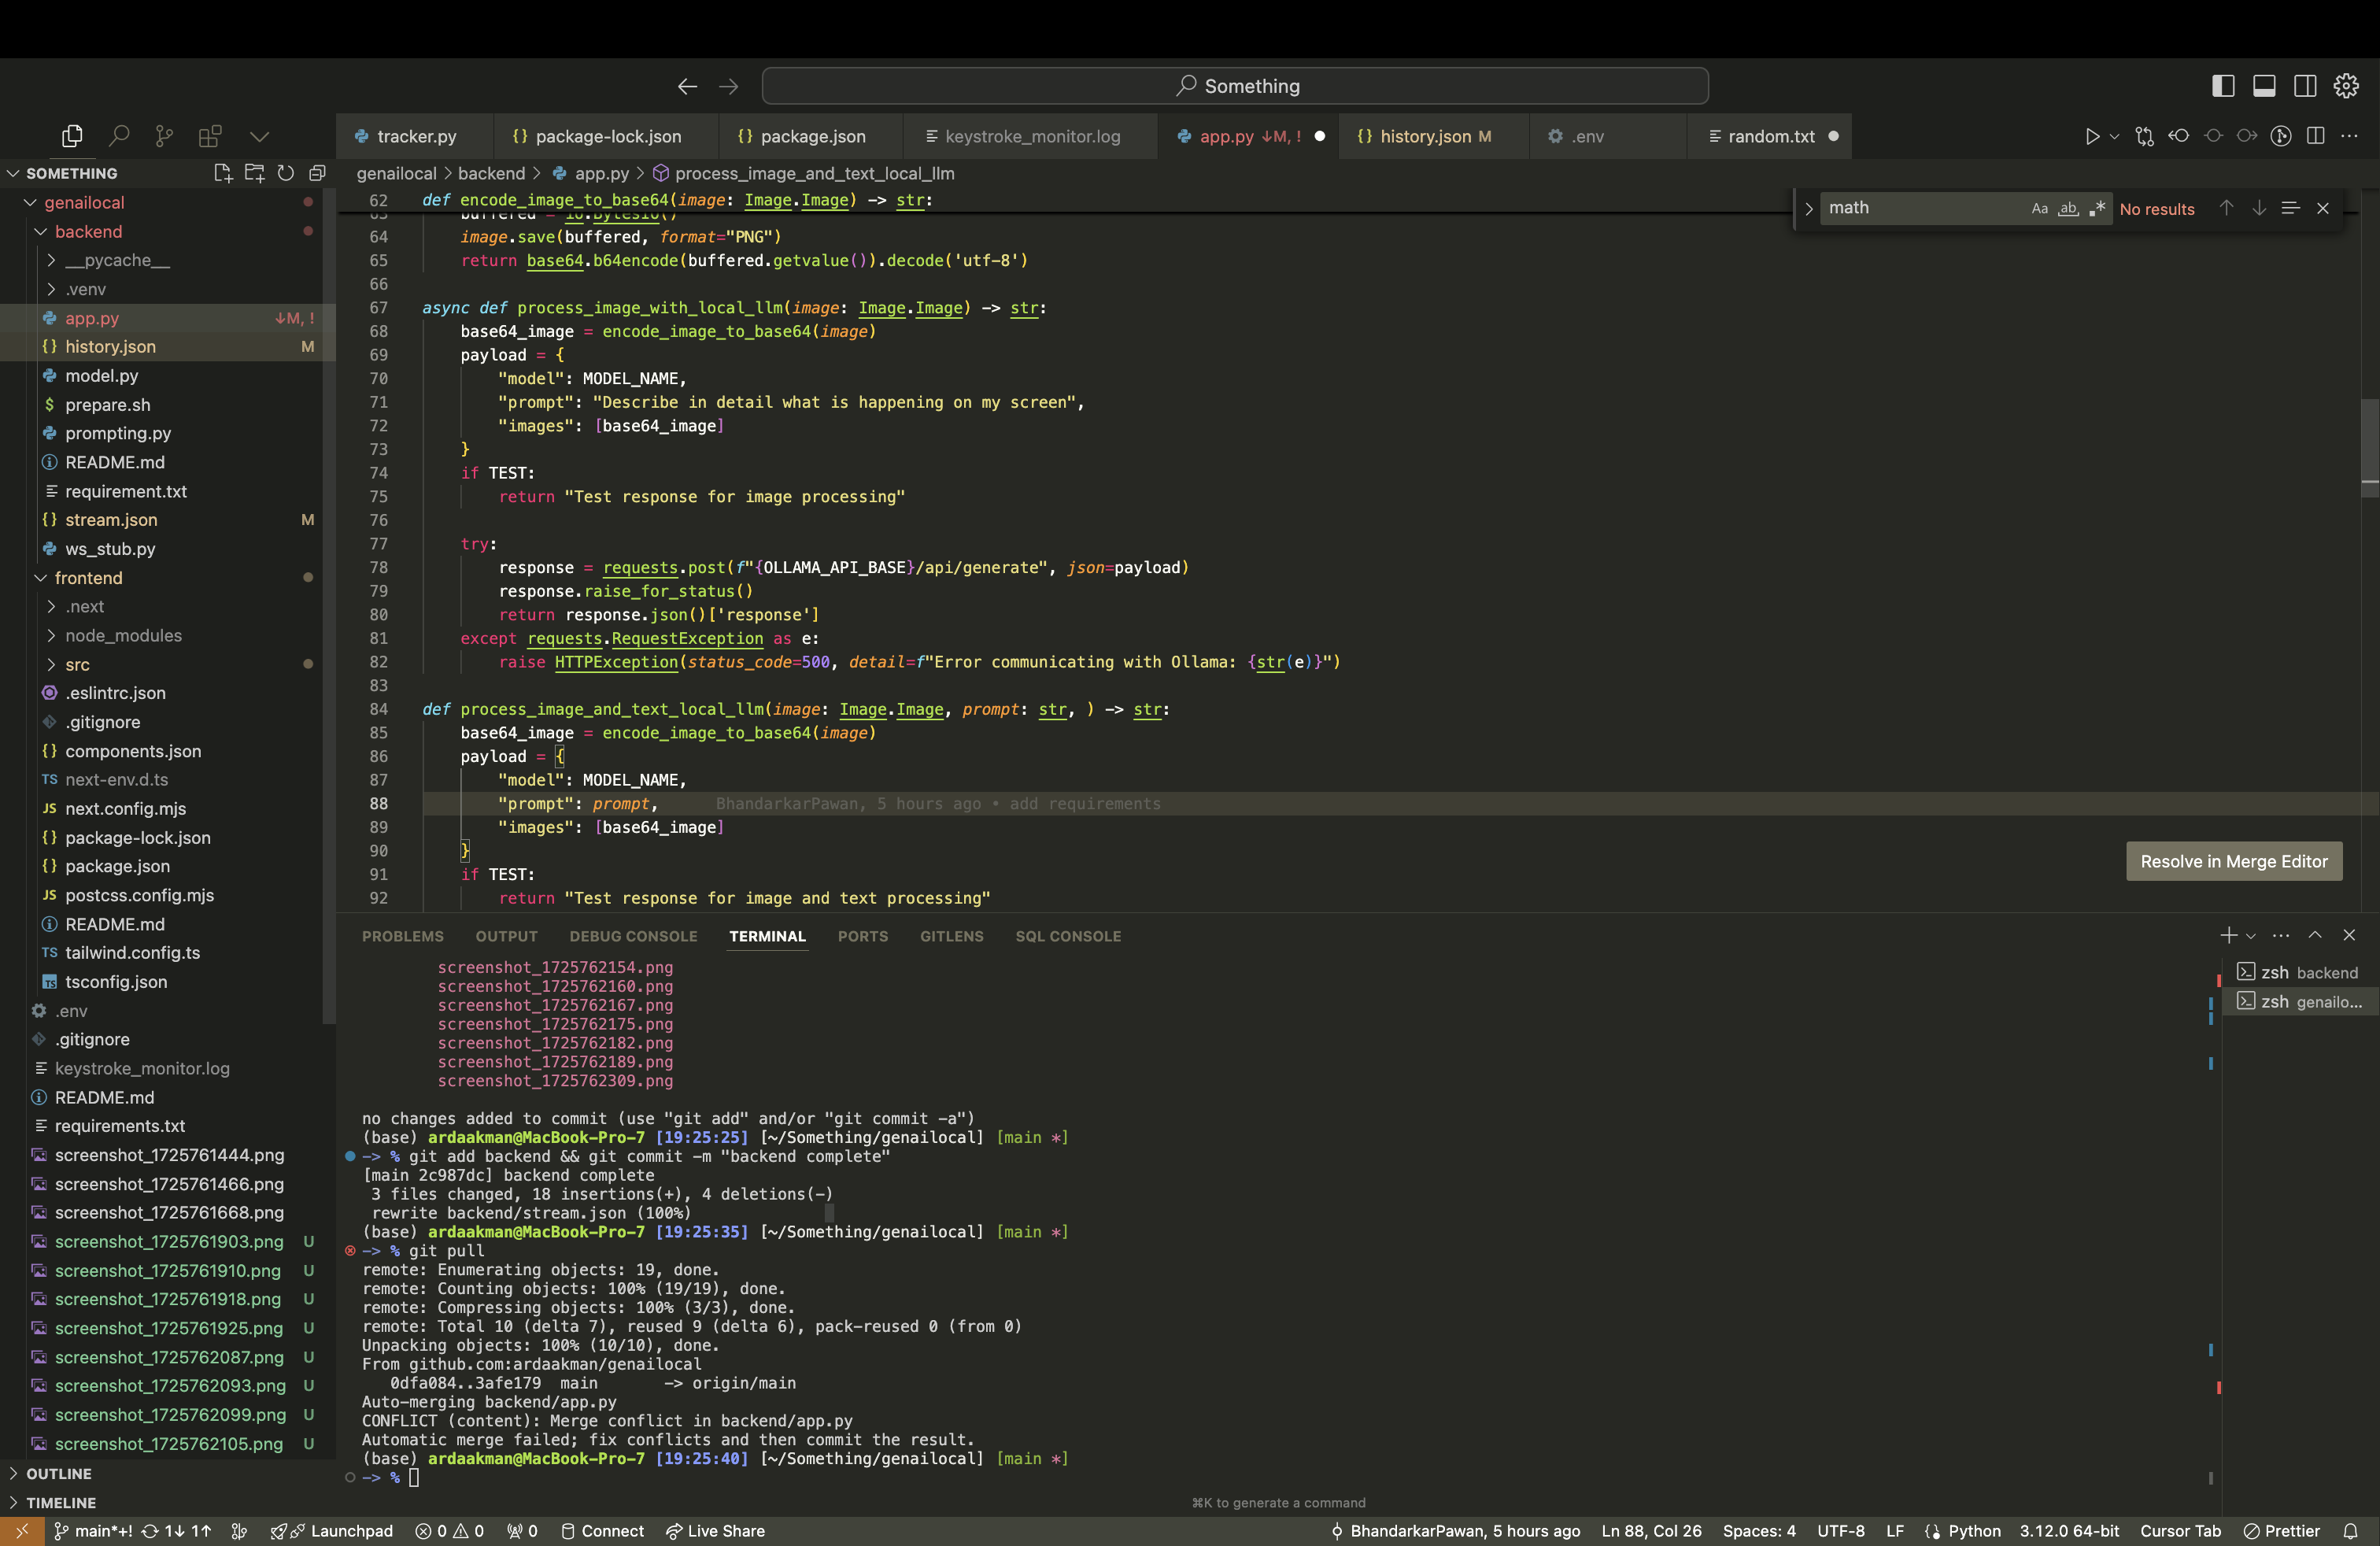 Something
tracker.py
package-lock.json
package.json
keystroke_monitor.log
app.py ↓M, !
history.json M
.env
random.txt
SOMETHING
genailocal
backend
__pycache__
.venv
app.py ↓M, !
history.json M
model.py
prepare.sh
prompting.py
README.md
requirement.txt
stream.json M
ws_stub.py
frontend
.next
node_modules
src
.eslintrc.json
.gitignore
components.json
next-env.d.ts
next.config.mjs
package-lock.json
package.json
postcss.config.mjs
README.md
tailwind.config.ts
tsconfig.json
.env
.gitignore
keystroke_monitor.log
README.md
requirements.txt
screenshot_1725761444.png
screenshot_1725761466.png
screenshot_1725761668.png
screenshot_1725761903.png U
screenshot_1725761910.png U
screenshot_1725761918.png U
screenshot_1725761925.png U
screenshot_1725762087.png U
screenshot_1725762093.png U
screenshot_1725762099.png U
screenshot_1725762105.png U
OUTLINE
TIMELINE
genailocal > backend > app.py > process_image_and_text_local_llm
math Aa ab .* No results
62 def encode_image_to_base64(image: Image.Image) -> str:
63 buffered = io.BytesIO()
64 image.save(buffered, format="PNG")
65 return base64.b64encode(buffered.getvalue()).decode('utf-8')
66
67 async def process_image_with_local_llm(image: Image.Image) -> str:
68 base64_image = encode_image_to_base64(image)
69 payload = {
70 "model": MODEL_NAME,
71 "prompt": "Describe in detail what is happening on my screen",
72 "images": [base64_image]
73 }
74 if TEST:
75 return "Test response for image processing"
76
77 try:
78 response = requests.post(f"{OLLAMA_API_BASE}/api/generate", json=payload)
79 response.raise_for_status()
80 return response.json()['response']
81 except requests.RequestException as e:
82 raise HTTPException(status_code=500, detail=f"Error communicating with Ollama: {str(e)}")
83
84 def process_image_and_text_local_llm(image: Image.Image, prompt: str, ) -> str:
85 base64_image = encode_image_to_base64(image)
86 payload = {
87 "model": MODEL_NAME,
88 "prompt": prompt, BhandarkarPawan, 5 hours ago • add requirements
89 "images": [base64_image]
90 }
91 if TEST:
92 return "Test response for image and text processing"
Resolve in Merge Editor
PROBLEMS OUTPUT DEBUG CONSOLE TERMINAL PORTS GITLENS SQL CONSOLE
screenshot_1725762154.png
screenshot_1725762160.png
screenshot_1725762167.png
screenshot_1725762175.png
screenshot_1725762182.png
screenshot_1725762189.png
screenshot_1725762309.png
no changes added to commit (use "git add" and/or "git commit -a")
(base) ardaakman@MacBook-Pro-7 [19:25:25] [~/Something/genailocal] [main *]
-> % git add backend && git commit -m "backend complete"
[main 2c987dc] backend complete
3 files changed, 18 insertions(+), 4 deletions(-)
rewrite backend/stream.json (100%)
(base) ardaakman@MacBook-Pro-7 [19:25:35] [~/Something/genailocal] [main *]
-> % git pull
remote: Enumerating objects: 19, done.
remote: Counting objects: 100% (19/19), done.
remote: Compressing objects: 100% (3/3), done.
remote: Total 10 (delta 7), reused 9 (delta 6), pack-reused 0 (from 0)
Unpacking objects: 100% (10/10), done.
From github.com:ardaakman/genailocal
0dfa084..3afe179 main -> origin/main
Auto-merging backend/app.py
CONFLICT (content): Merge conflict in backend/app.py
Automatic merge failed; fix conflicts and then commit the result.
(base) ardaakman@MacBook-Pro-7 [19:25:40] [~/Something/genailocal] [main *]
-> %
zsh backend
zsh genailo...
⌘K to generate a command
main*+! 1↓ 1↑ Launchpad 0 0 0 Connect Live Share BhandarkarPawan, 5 hours ago Ln 88, Col 26 Spaces: 4 UTF-8 LF Python 3.12.0 64-bit Cursor Tab Prettier